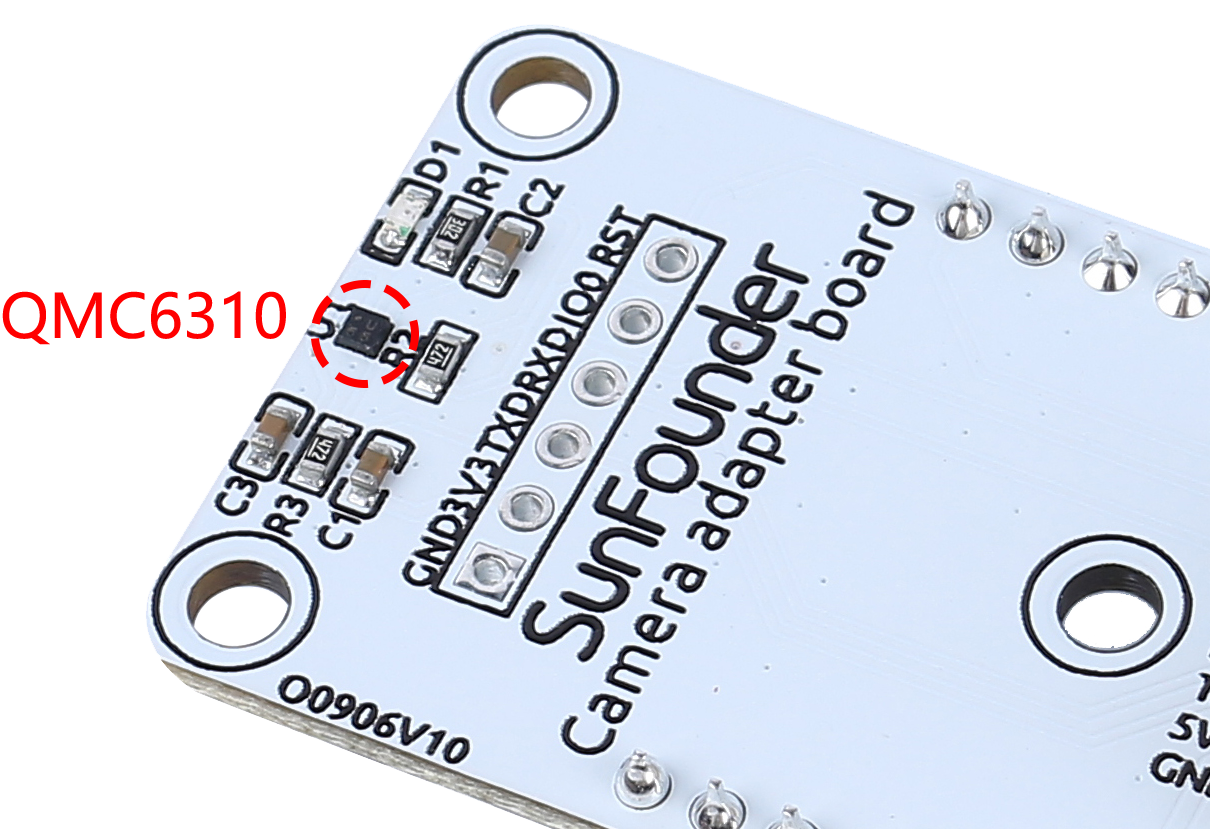 D1
R1
C2
302
QMC6310
U1
R2
472
C3
R3
C1
472
GND3V3TXDRXDIO0 RST
SunFounder
Camera adapter board
O0906V10
5V